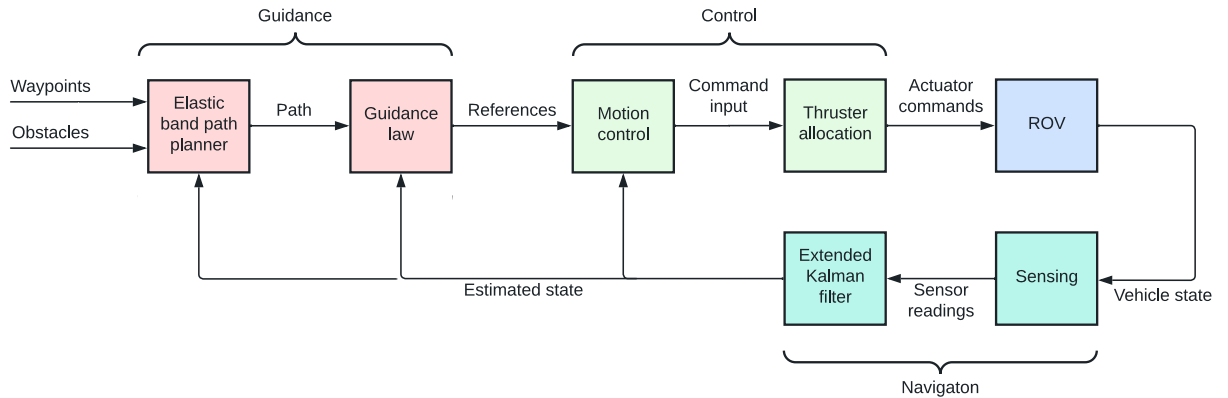 Guidance
Control
Waypoints
Obstacles
Elastic
band path
planner
Path
Guidance
law
References
Motion
control
Command
input
Thruster
allocation
Actuator
commands
ROV
Estimated state
Extended
Kalman
filter
Sensor
readings
Sensing
Vehicle state
Navigaton